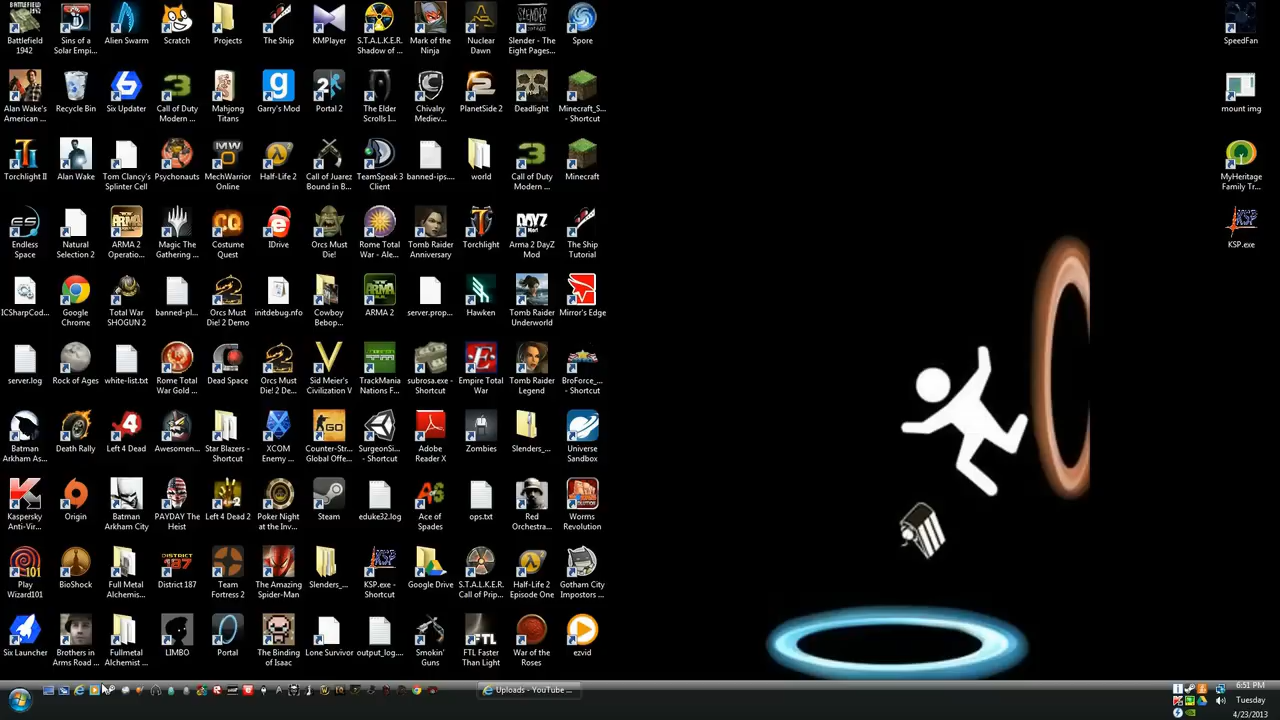 Battlefield 1942
Sins of a Solar Empi...
Alien Swarm
Scratch
Projects
The Ship
KMPlayer
S.T.A.L.K.E.R. Shadow of ...
Mark of the Ninja
Nuclear Dawn
Slender - The Eight Pages...
Spore
SpeedFan
Alan Wake's American ...
Recycle Bin
Six Updater
Call of Duty Modern ...
Mahjong Titans
Garry's Mod
Portal 2
The Elder Scrolls I...
Chivalry Mediev...
PlanetSide 2
Deadlight
Minecraft_S... - Shortcut
mount img
Torchlight II
Alan Wake
Tom Clancy's Splinter Cell
Psychonauts
MechWarrior Online
Half-Life 2
Call of Juarez Bound in B...
TeamSpeak 3 Client
banned-ips....
world
Call of Duty Modern ...
Minecraft
MyHeritage Family Tr...
Endless Space
Natural Selection 2
ARMA 2 Operatio...
Magic The Gathering ...
Costume Quest
IDrive
Orcs Must Die!
Rome Total War - Ale...
Tomb Raider Anniversary
Torchlight
Arma 2 DayZ Mod
The Ship Tutorial
KSP.exe
ICSharpCod...
Google Chrome
Total War SHOGUN 2
banned-pl...
Orcs Must Die! 2 Demo
initdebug.nfo
Cowboy Bebop...
ARMA 2
server.prop...
Hawken
Tomb Raider Underworld
Mirror's Edge
server.log
Rock of Ages
white-list.txt
Rome Total War Gold ...
Dead Space
Orcs Must Die! 2 Dem...
Sid Meier's Civilization V
TrackMania Nations F...
subrosa.exe - Shortcut
Empire Total War
Tomb Raider Legend
BroForce_... - Shortcut
Batman Arkham As...
Death Rally
Left 4 Dead
Awesomen...
Star Blazers - Shortcut
XCOM Enemy ...
Counter-Str... Global Offe...
SurgeonSi... - Shortcut
Adobe Reader X
Zombies
Slenders_...
Universe Sandbox
Kaspersky Anti-Vir...
Origin
Batman Arkham City
PAYDAY The Heist
Left 4 Dead 2
Poker Night at the Inv...
Steam
eduke32.log
Ace of Spades
ops.txt
Red Orchestra...
Worms Revolution
Play Wizard101
BioShock
Full Metal Alchemis...
District 187
Team Fortress 2
The Amazing Spider-Man
Slenders_...
KSP.exe - Shortcut
Google Drive
S.T.A.L.K.E.R. Call of Prip...
Half-Life 2 Episode One
Gotham City Impostors ...
Six Launcher
Brothers in Arms Road ...
Fullmetal Alchemist ...
LIMBO
Portal
The Binding of Isaac
Lone Survivor
output_log....
Smokin' Guns
FTL Faster Than Light
War of the Roses
ezvid
Uploads - YouTube ...
6:51 PM
Tuesday
4/23/2013